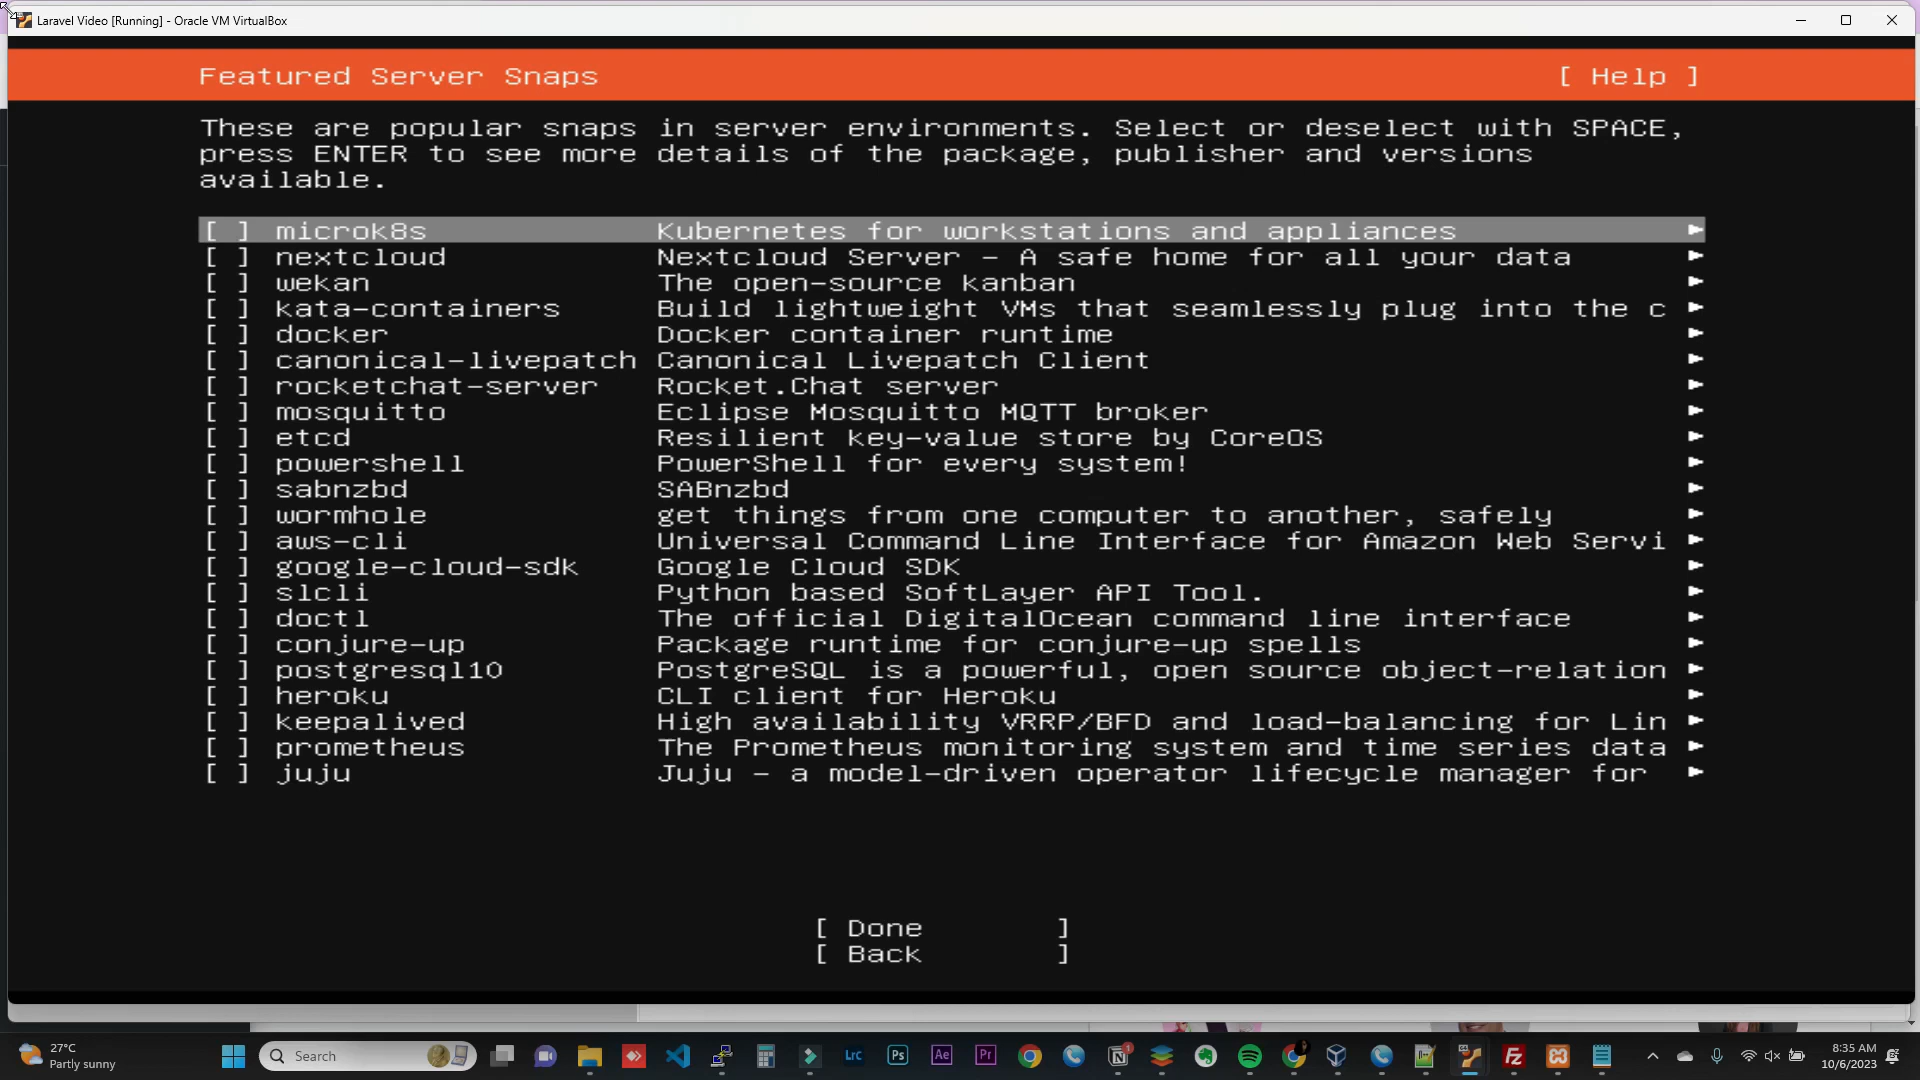 Laravel Video [Running] - Oracle VM VirtualBox
Featured Server Snaps [ Help ]
These are popular snaps in server environments. Select or deselect with SPACE,
press ENTER to see more details of the package, publisher and versions
available.
[ ] microk8s Kubernetes for workstations and appliances ►
[ ] nextcloud Nextcloud Server - A safe home for all your data ►
[ ] wekan The open-source kanban ►
[ ] kata-containers Build lightweight VMs that seamlessly plug into the c ►
[ ] docker Docker container runtime ►
[ ] canonical-livepatch Canonical Livepatch Client ►
[ ] rocketchat-server Rocket.Chat server ►
[ ] mosquitto Eclipse Mosquitto MQTT broker ►
[ ] etcd Resilient key-value store by CoreOS ►
[ ] powershell PowerShell for every system! ►
[ ] sabnzbd SABnzbd ►
[ ] wormhole get things from one computer to another, safely ►
[ ] aws-cli Universal Command Line Interface for Amazon Web Servi ►
[ ] google-cloud-sdk Google Cloud SDK ►
[ ] slcli Python based SoftLayer API Tool. ►
[ ] doctl The official DigitalOcean command line interface ►
[ ] conjure-up Package runtime for conjure-up spells ►
[ ] postgresql10 PostgreSQL is a powerful, open source object-relation ►
[ ] heroku CLI client for Heroku ►
[ ] keepalived High availability VRRP/BFD and load-balancing for Lin ►
[ ] prometheus The Prometheus monitoring system and time series data ►
[ ] juju Juju - a model-driven operator lifecycle manager for ►
[ Done ]
[ Back ]
27°C
Partly sunny
Search
Lrc
Ps
Ae
Pr
1
8:35 AM
10/6/2023